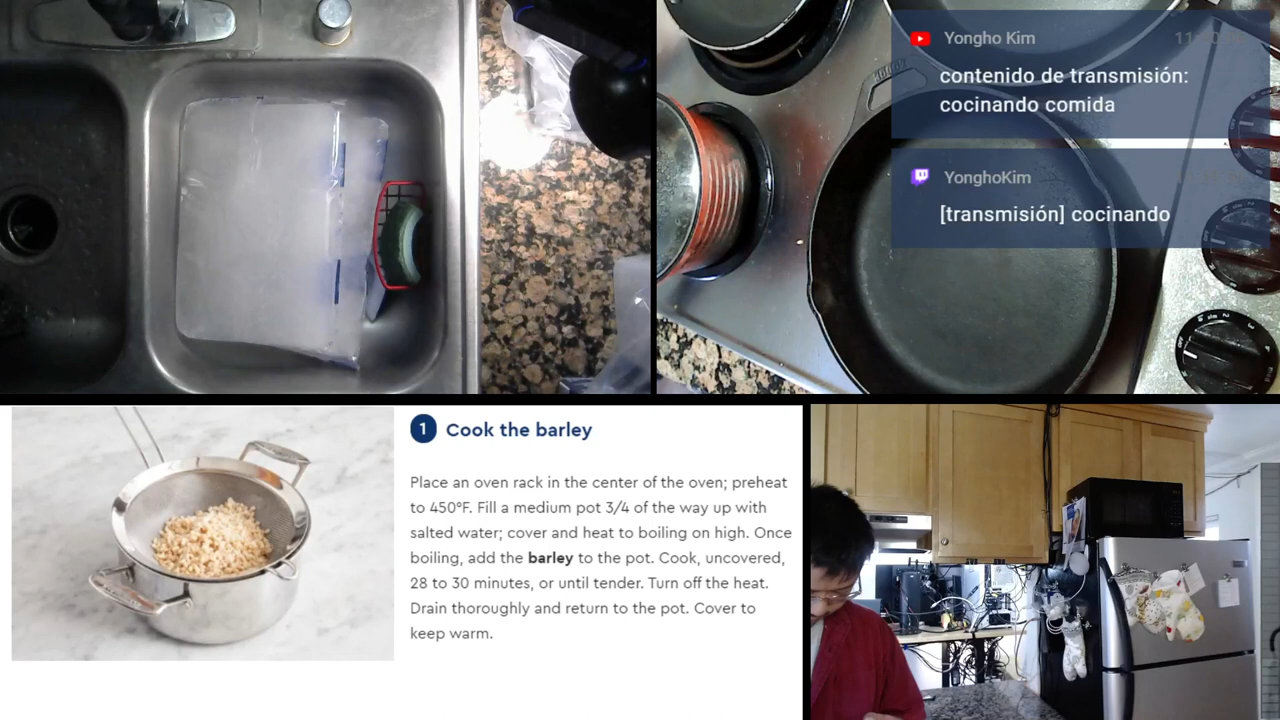 Yongho Kim
contenido de transmisión:
cocinando comida
YonghoKim
[transmisión] cocinando
1 Cook the barley
Place an oven rack in the center of the oven; preheat
to 450°F. Fill a medium pot 3/4 of the way up with
salted water; cover and heat to boiling on high. Once
boiling, add the barley to the pot. Cook, uncovered,
28 to 30 minutes, or until tender. Turn off the heat.
Drain thoroughly and return to the pot. Cover to
keep warm.